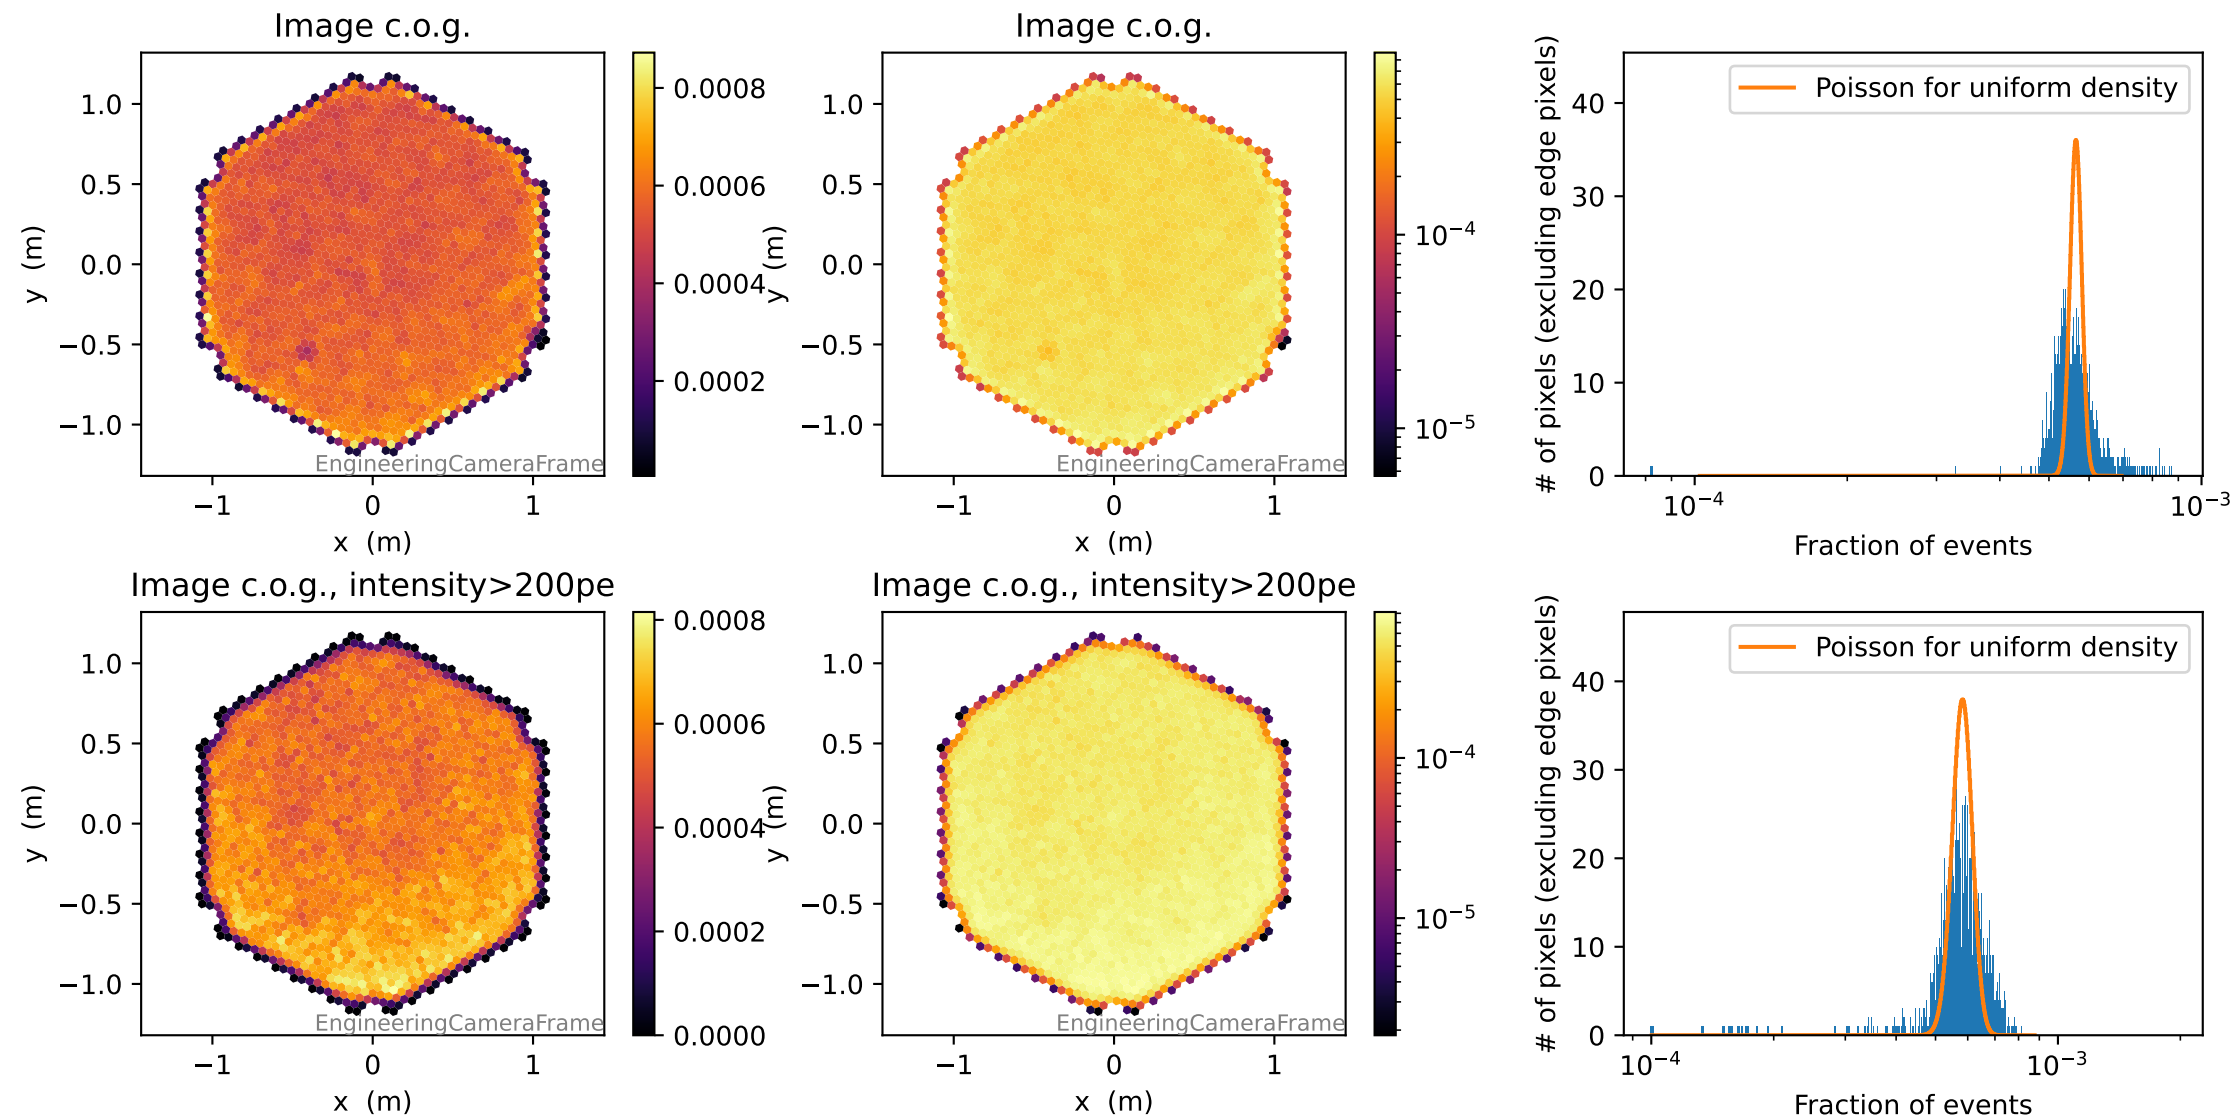 Image c.o.g.
1.0
0.5
0.0
−0.5
−1.0
y (m)
−1
0
1
x (m)
EngineeringCameraFrame
0.0008
0.0006
0.0004
0.0002
Image c.o.g.
1.0
0.5
0.0
−0.5
−1.0
y (m)
−1
0
1
x (m)
EngineeringCameraFrame
10⁻⁴
10⁻⁵
# of pixels (excluding edge pixels)
40
30
20
10
0
Poisson for uniform density
10⁻⁴
10⁻³
Fraction of events
Image c.o.g., intensity>200pe
1.0
0.5
0.0
−0.5
−1.0
y (m)
−1
0
1
x (m)
EngineeringCameraFrame
0.0008
0.0006
0.0004
0.0002
0.0000
Image c.o.g., intensity>200pe
1.0
0.5
0.0
−0.5
−1.0
y (m)
−1
0
1
x (m)
EngineeringCameraFrame
10⁻⁴
10⁻⁵
# of pixels (excluding edge pixels)
40
30
20
10
0
Poisson for uniform density
10⁻⁴
10⁻³
Fraction of events